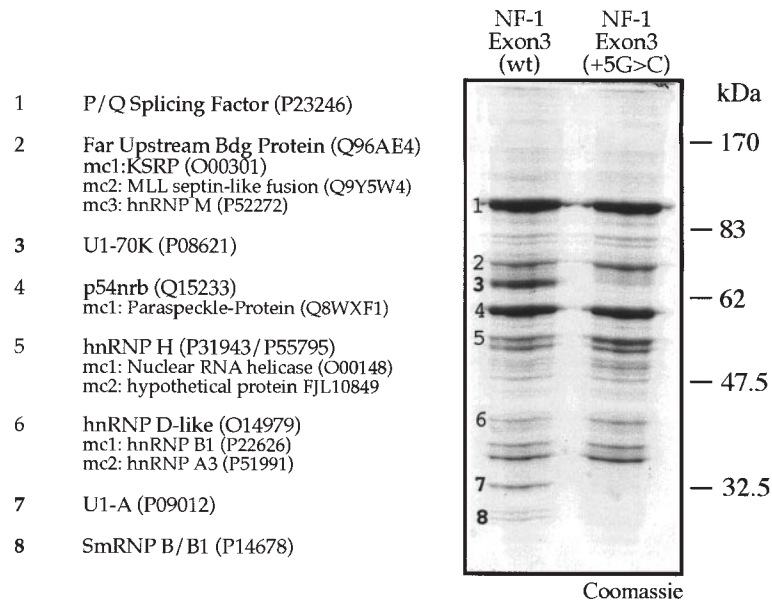 NF-1 NF-1
Exon3 Exon3
(wt) (+5G>C)
kDa
1 P/Q Splicing Factor (P23246)
2 Far Upstream Bdg Protein (Q96AE4)
mc1:KSRP (O00301)
mc2: MLL septin-like fusion (Q9Y5W4)
mc3: hnRNP M (P52272)
3 U1-70K (P08621)
4 p54nrb (Q15233)
mc1: Paraspeckle-Protein (Q8WXF1)
5 hnRNP H (P31943/P55795)
mc1: Nuclear RNA helicase (O00148)
mc2: hypothetical protein FJL10849
6 hnRNP D-like (O14979)
mc1: hnRNP B1 (P22626)
mc2: hnRNP A3 (P51991)
7 U1-A (P09012)
8 SmRNP B/B1 (P14678)
1
2
3
4
5
6
7
8
170
83
62
47.5
32.5
Coomassie